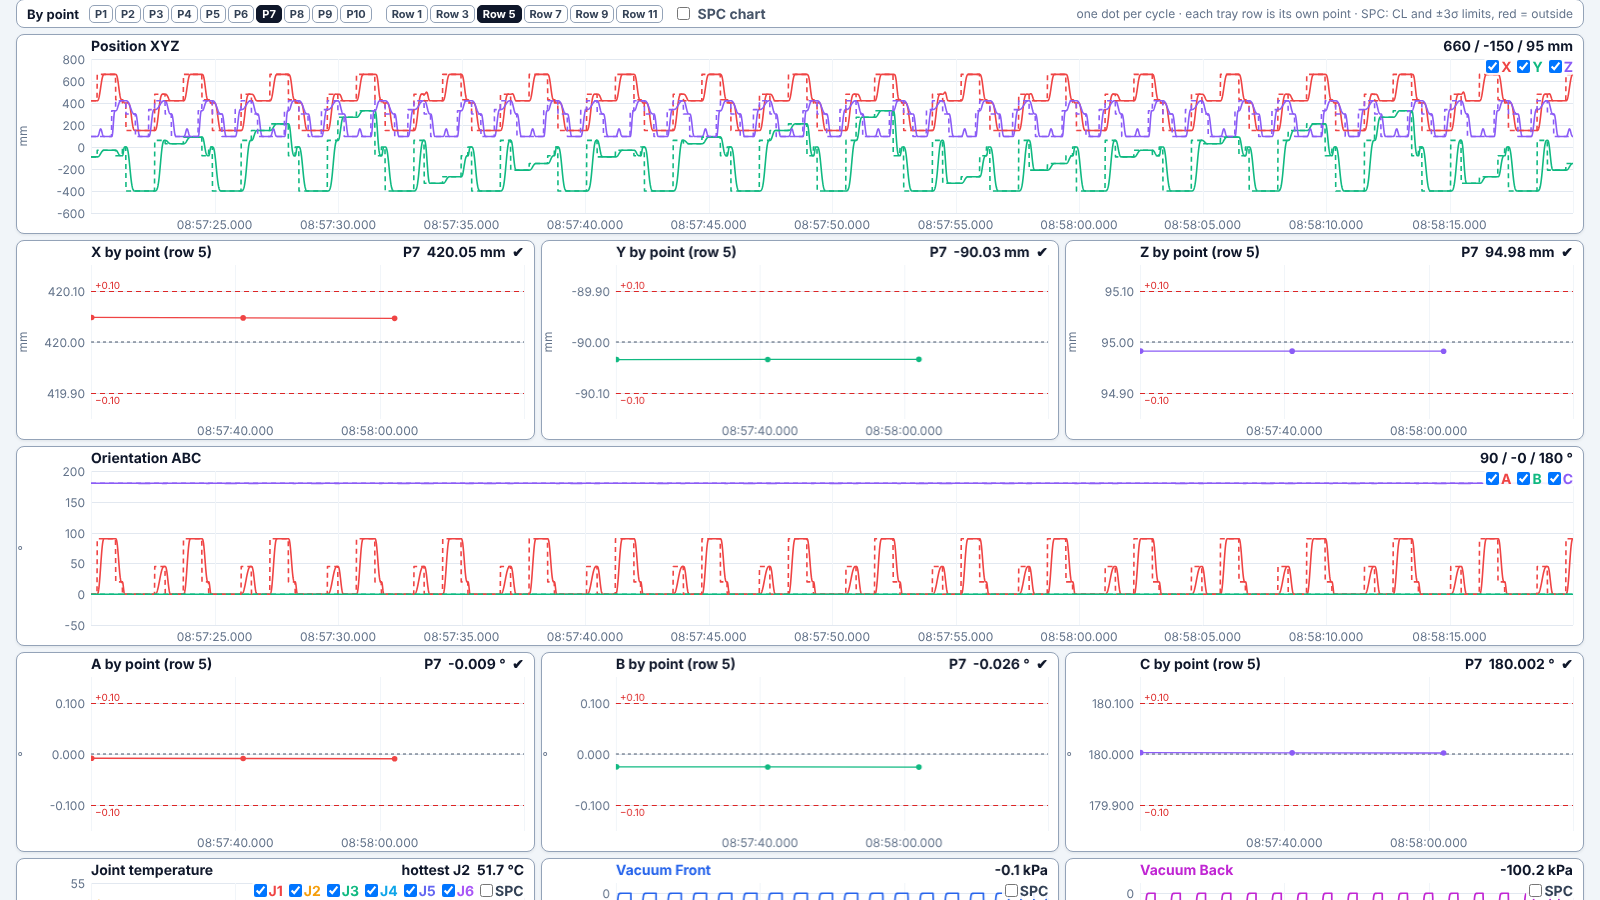 By point P1 P2 P3 P4 P5 P6 P7 P8 P9 P10 Row 1 Row 3 Row 5 Row 7 Row 9 Row 11 SPC chart one dot per cycle · each tray row is its own point · SPC: CL and ±3σ limits, red = outside
Position XYZ 660 / -150 / 95 mm
X Y Z
800
600
400
200
0
-200
-400
-600
mm
08:57:25.000 08:57:30.000 08:57:35.000 08:57:40.000 08:57:45.000 08:57:50.000 08:57:55.000 08:58:00.000 08:58:05.000 08:58:10.000 08:58:15.000
X by point (row 5) P7 420.05 mm ✔
+0.10
420.10
420.00
419.90
−0.10
mm
08:57:40.000 08:58:00.000
Y by point (row 5) P7 -90.03 mm ✔
+0.10
-89.90
-90.00
-90.10
−0.10
mm
08:57:40.000 08:58:00.000
Z by point (row 5) P7 94.98 mm ✔
+0.10
95.10
95.00
94.90
−0.10
mm
08:57:40.000 08:58:00.000
Orientation ABC 90 / -0 / 180 °
A B C
200
150
100
50
0
-50
°
08:57:25.000 08:57:30.000 08:57:35.000 08:57:40.000 08:57:45.000 08:57:50.000 08:57:55.000 08:58:00.000 08:58:05.000 08:58:10.000 08:58:15.000
A by point (row 5) P7 -0.009 ° ✔
+0.10
0.100
0.000
-0.100
−0.10
°
08:57:40.000 08:58:00.000
B by point (row 5) P7 -0.026 ° ✔
+0.10
0.100
0.000
-0.100
−0.10
°
08:57:40.000 08:58:00.000
C by point (row 5) P7 180.002 ° ✔
+0.10
180.100
180.000
179.900
−0.10
°
08:57:40.000 08:58:00.000
Joint temperature hottest J2 51.7 °C
55 J1 J2 J3 J4 J5 J6 SPC
Vacuum Front -0.1 kPa
0 SPC
Vacuum Back -100.2 kPa
0 SPC